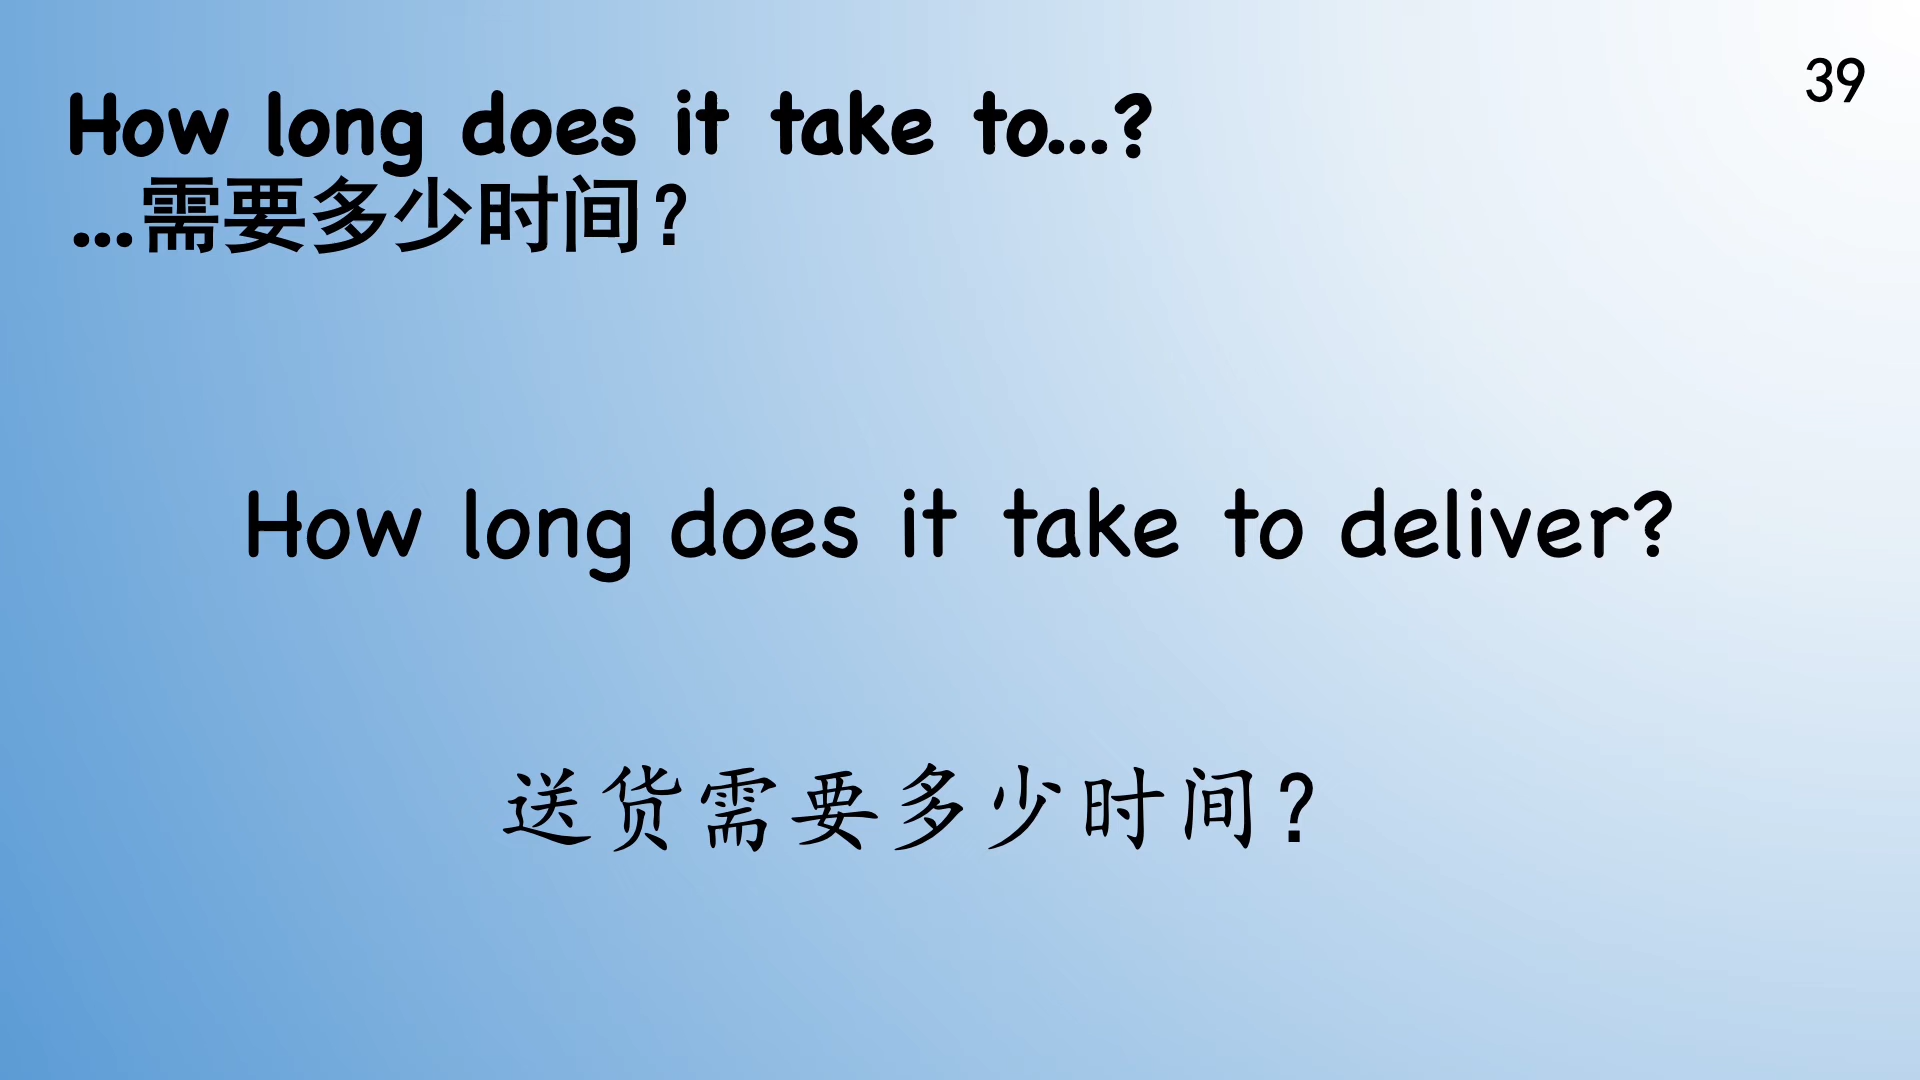 39
How long does it take to...?
...需要多少时间？
How long does it take to deliver?
送货需要多少时间？